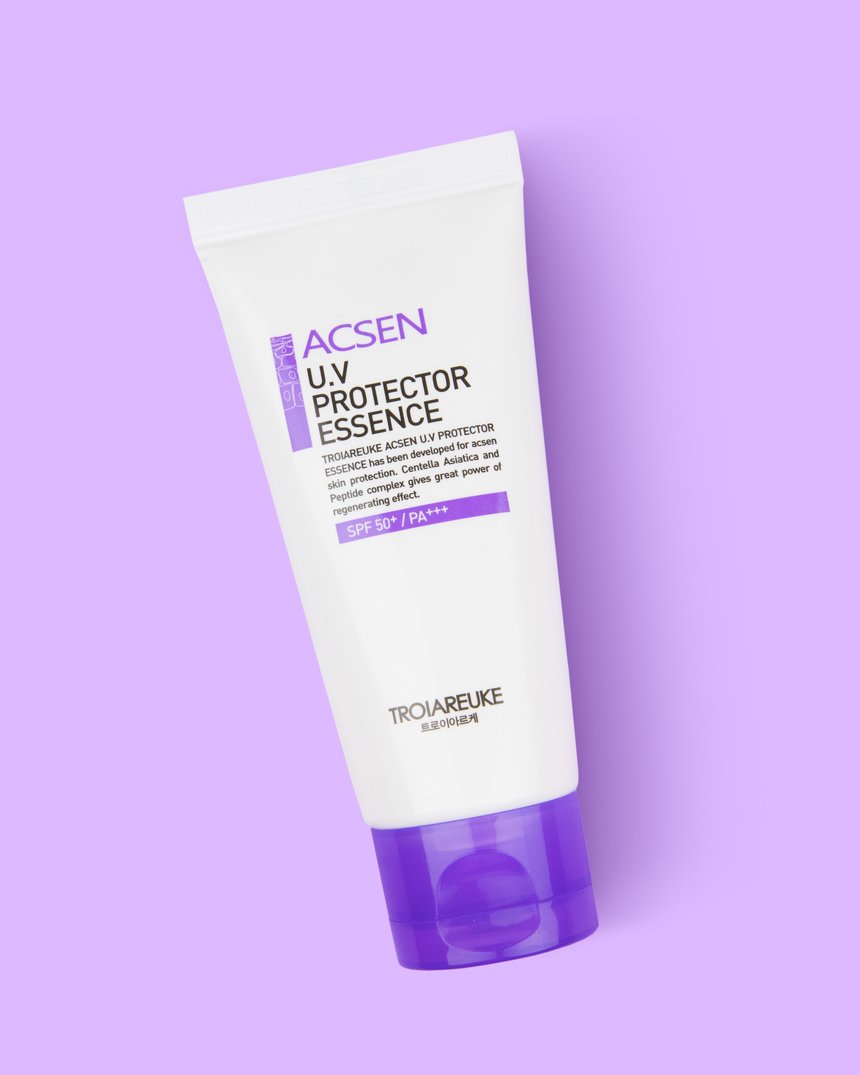 ACSEN
U.V
PROTECTOR
ESSENCE
TROIAREUKE ACSEN U.V PROTECTOR
ESSENCE has been developed for acsen
skin protection. Centella Asiatica and
Peptide complex gives great power of
regenerating effect.
SPF 50+ / PA+++
TROIAREUKE
트로이아르케